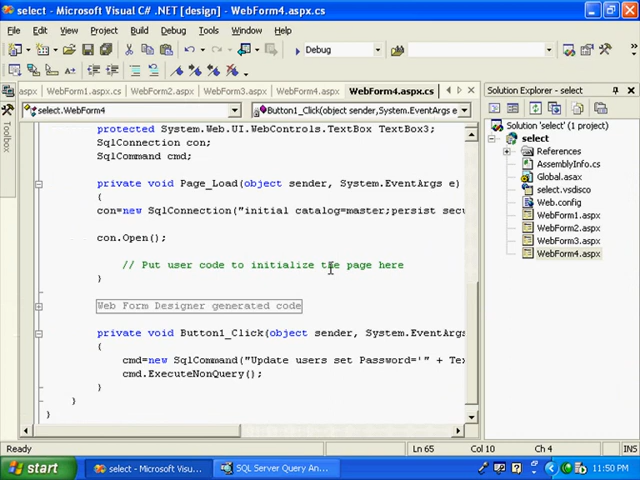 select - Microsoft Visual C# .NET [design] - WebForm4.aspx.cs
File Edit View Project Build Debug Tools Window Help
Debug
aspx WebForm1.aspx.cs WebForm2.aspx WebForm3.aspx WebForm4.aspx WebForm4.aspx.cs
select.WebForm4 Button1_Click(object sender,System.EventArgs e
Toolbox
protected System.Web.UI.WebControls.TextBox TextBox3;
SqlConnection con;
SqlCommand cmd;
private void Page_Load(object sender, System.EventArgs e)
{
con=new SqlConnection("initial catalog=master;persist secu
con.Open();
// Put user code to initialize the page here
}
Web Form Designer generated code
private void Button1_Click(object sender, System.EventArgs
{
cmd=new SqlCommand("Update users set Password='" + Tex
cmd.ExecuteNonQuery();
}
}
}
Solution Explorer - select
Solution 'select' (1 project)
select
References
AssemblyInfo.cs
Global.asax
select.vsdisco
Web.config
WebForm1.aspx
WebForm2.aspx
WebForm3.aspx
WebForm4.aspx
Ready Ln 65 Col 10 Ch 4 INS
start select - Microsoft Visu... SQL Server Query An... 11:50 PM